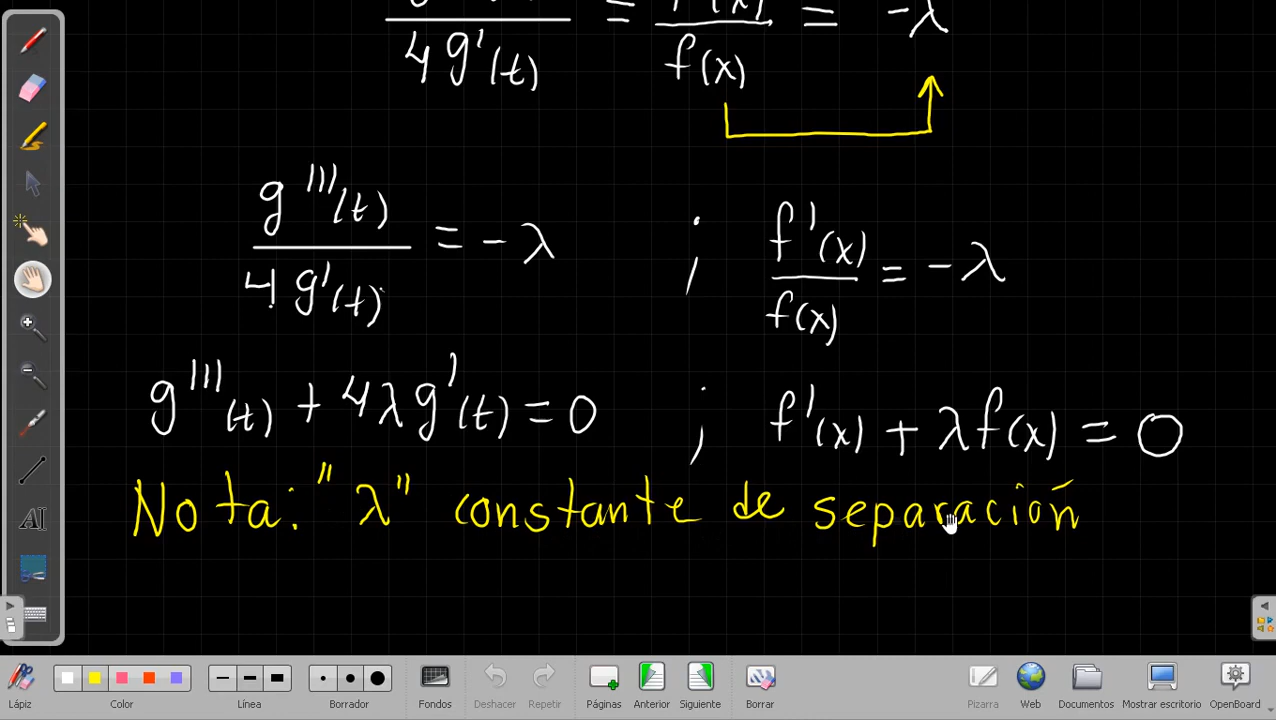 4g'(t) f(x) = -λ
g'''(t) / 4g'(t) = -λ ; f'(x) / f(x) = -λ
g'''(t) + 4λg'(t) = 0 ; f'(x) + λf(x) = 0
Nota: "λ" constante de separación
Lápiz Color Línea Borrador Fondos Deshacer Repetir Páginas Anterior Siguiente Borrar Pizarra Web Documentos Mostrar escritorio OpenBoard